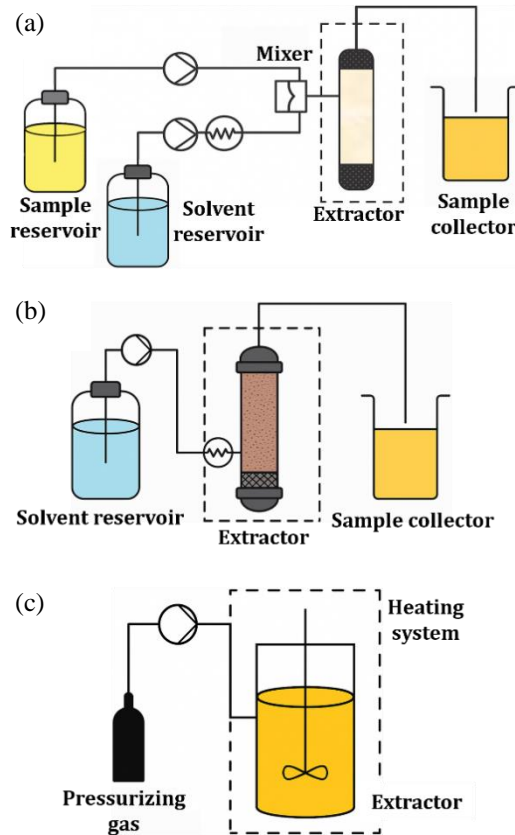 (a)
Mixer
Sample
reservoir
Solvent
reservoir
Extractor
Sample
collector
(b)
Solvent reservoir
Extractor
Sample collector
(c)
Heating
system
Pressurizing
gas
Extractor